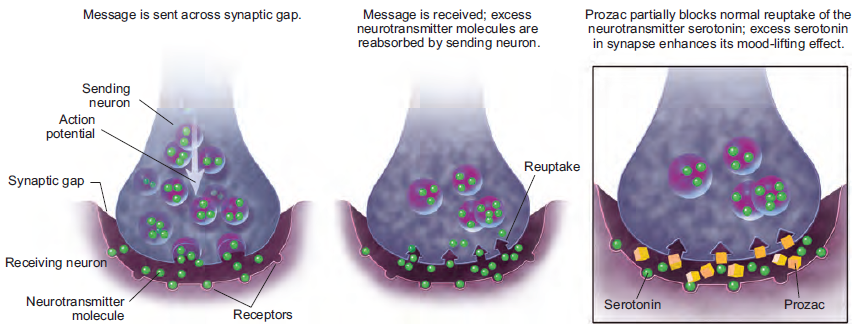 Message is sent across synaptic gap.
Message is received; excess
neurotransmitter molecules are
reabsorbed by sending neuron.
Prozac partially blocks normal reuptake of the
neurotransmitter serotonin; excess serotonin
in synapse enhances its mood-lifting effect.
Sending
neuron
Action
potential
Synaptic gap
Receiving neuron
Neurotransmitter
molecule
Receptors
Reuptake
Serotonin
Prozac